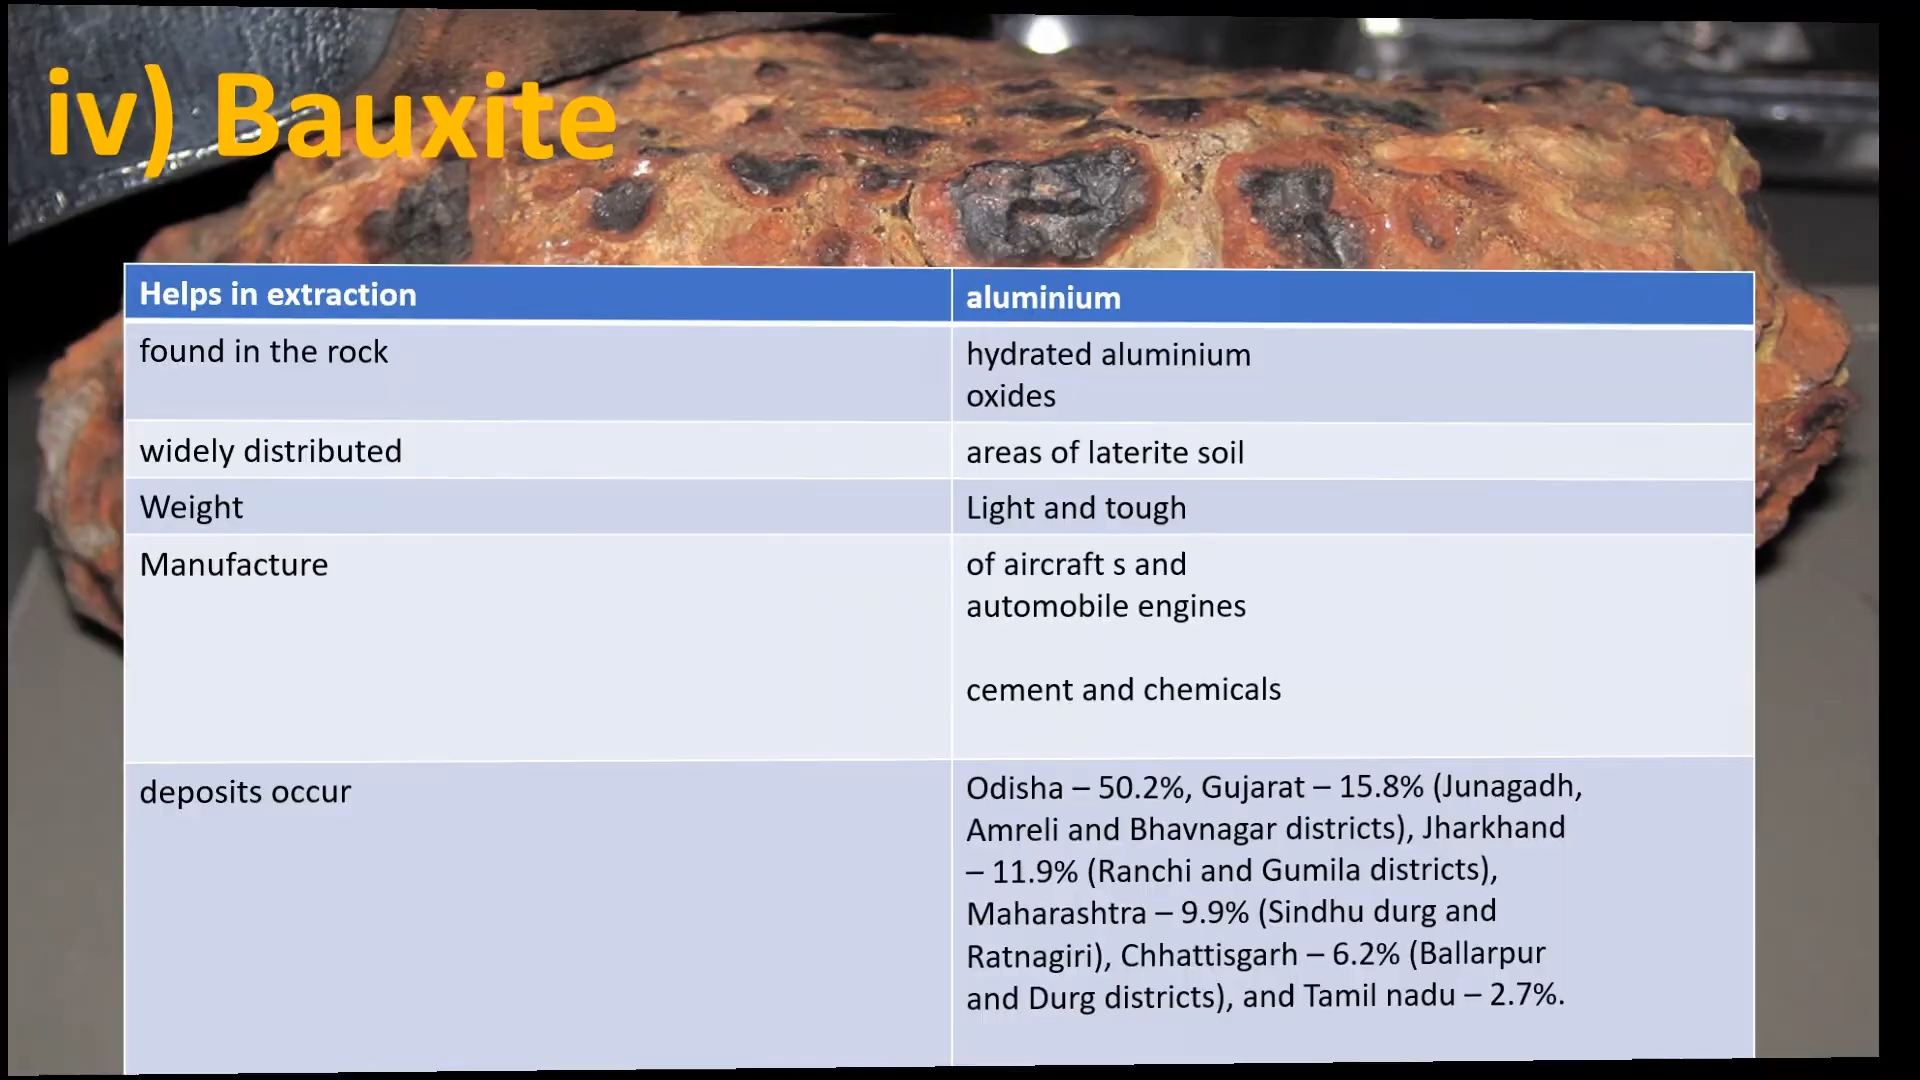 iv) Bauxite
Helps in extraction
aluminium
found in the rock
hydrated aluminium
oxides
widely distributed
areas of laterite soil
Weight
Light and tough
Manufacture
of aircraft s and
automobile engines
cement and chemicals
deposits occur
Odisha – 50.2%, Gujarat – 15.8% (Junagadh,
Amreli and Bhavnagar districts), Jharkhand
– 11.9% (Ranchi and Gumila districts),
Maharashtra – 9.9% (Sindhu durg and
Ratnagiri), Chhattisgarh – 6.2% (Ballarpur
and Durg districts), and Tamil nadu – 2.7%.